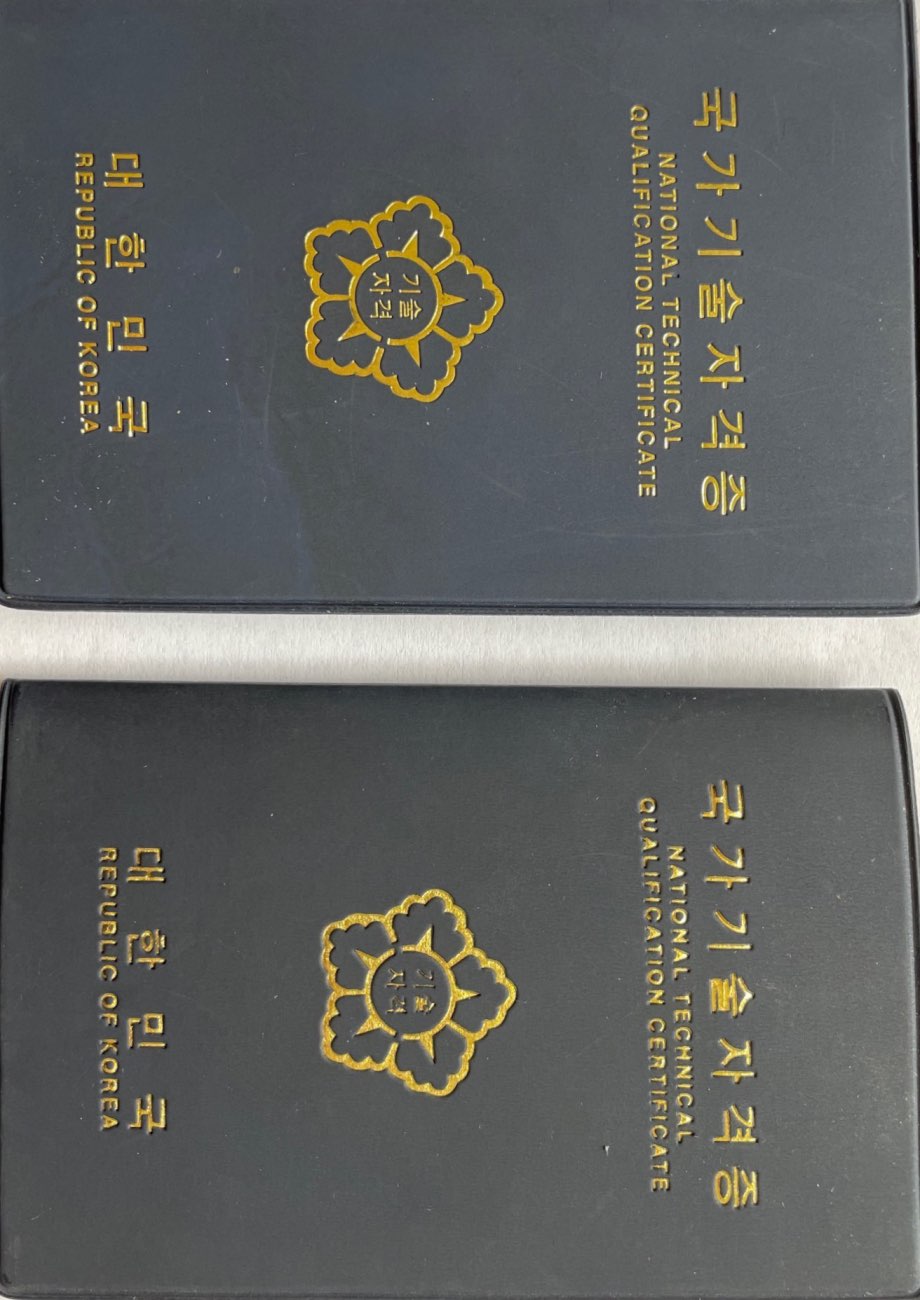 국가기술자격증
NATIONAL TECHNICAL
QUALIFICATION CERTIFICATE
기술
자격
대한민국
REPUBLIC OF KOREA
국가기술자격증
NATIONAL TECHNICAL
QUALIFICATION CERTIFICATE
기술
자격
대한민국
REPUBLIC OF KOREA